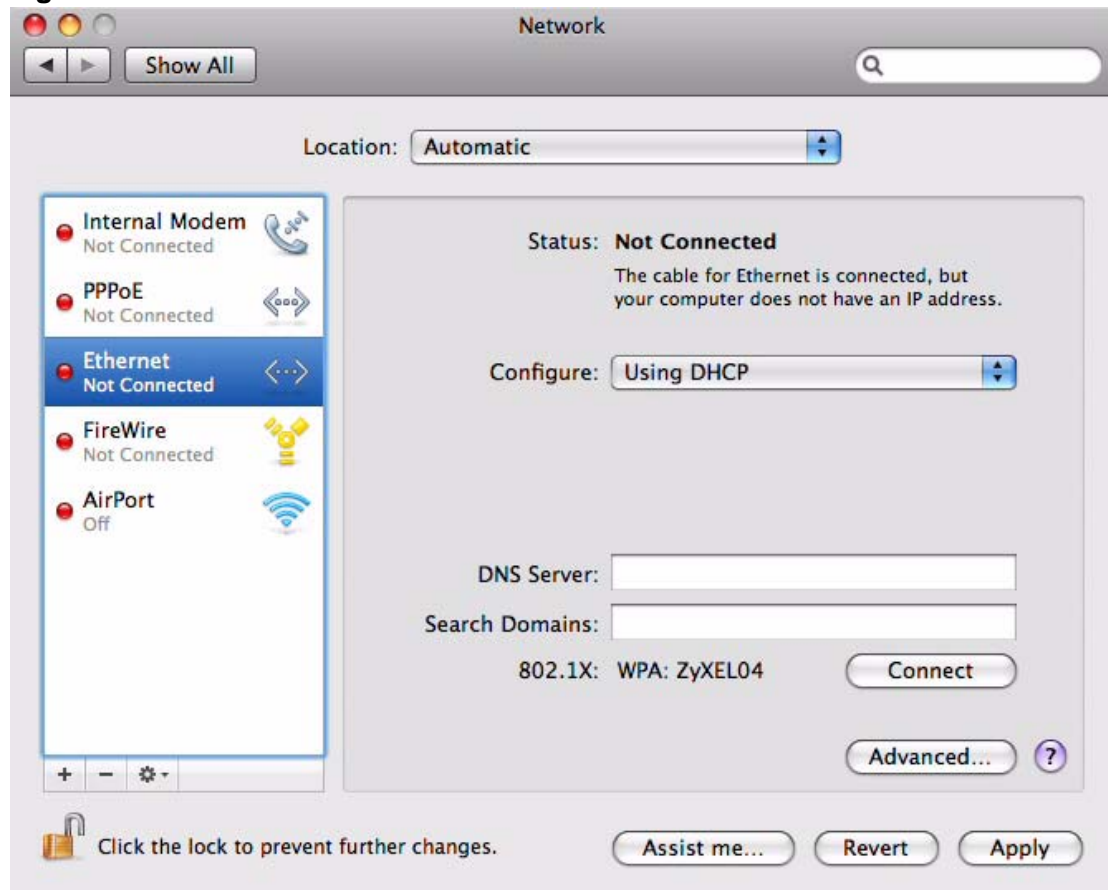 Network
Show All
Location: Automatic
Internal Modem
Not Connected
PPPoE
Not Connected
Ethernet
Not Connected
FireWire
Not Connected
AirPort
Off
Status: Not Connected
The cable for Ethernet is connected, but
your computer does not have an IP address.
Configure: Using DHCP
DNS Server:
Search Domains:
802.1X: WPA: ZyXEL04 Connect
Advanced... ?
Click the lock to prevent further changes.
Assist me... Revert Apply